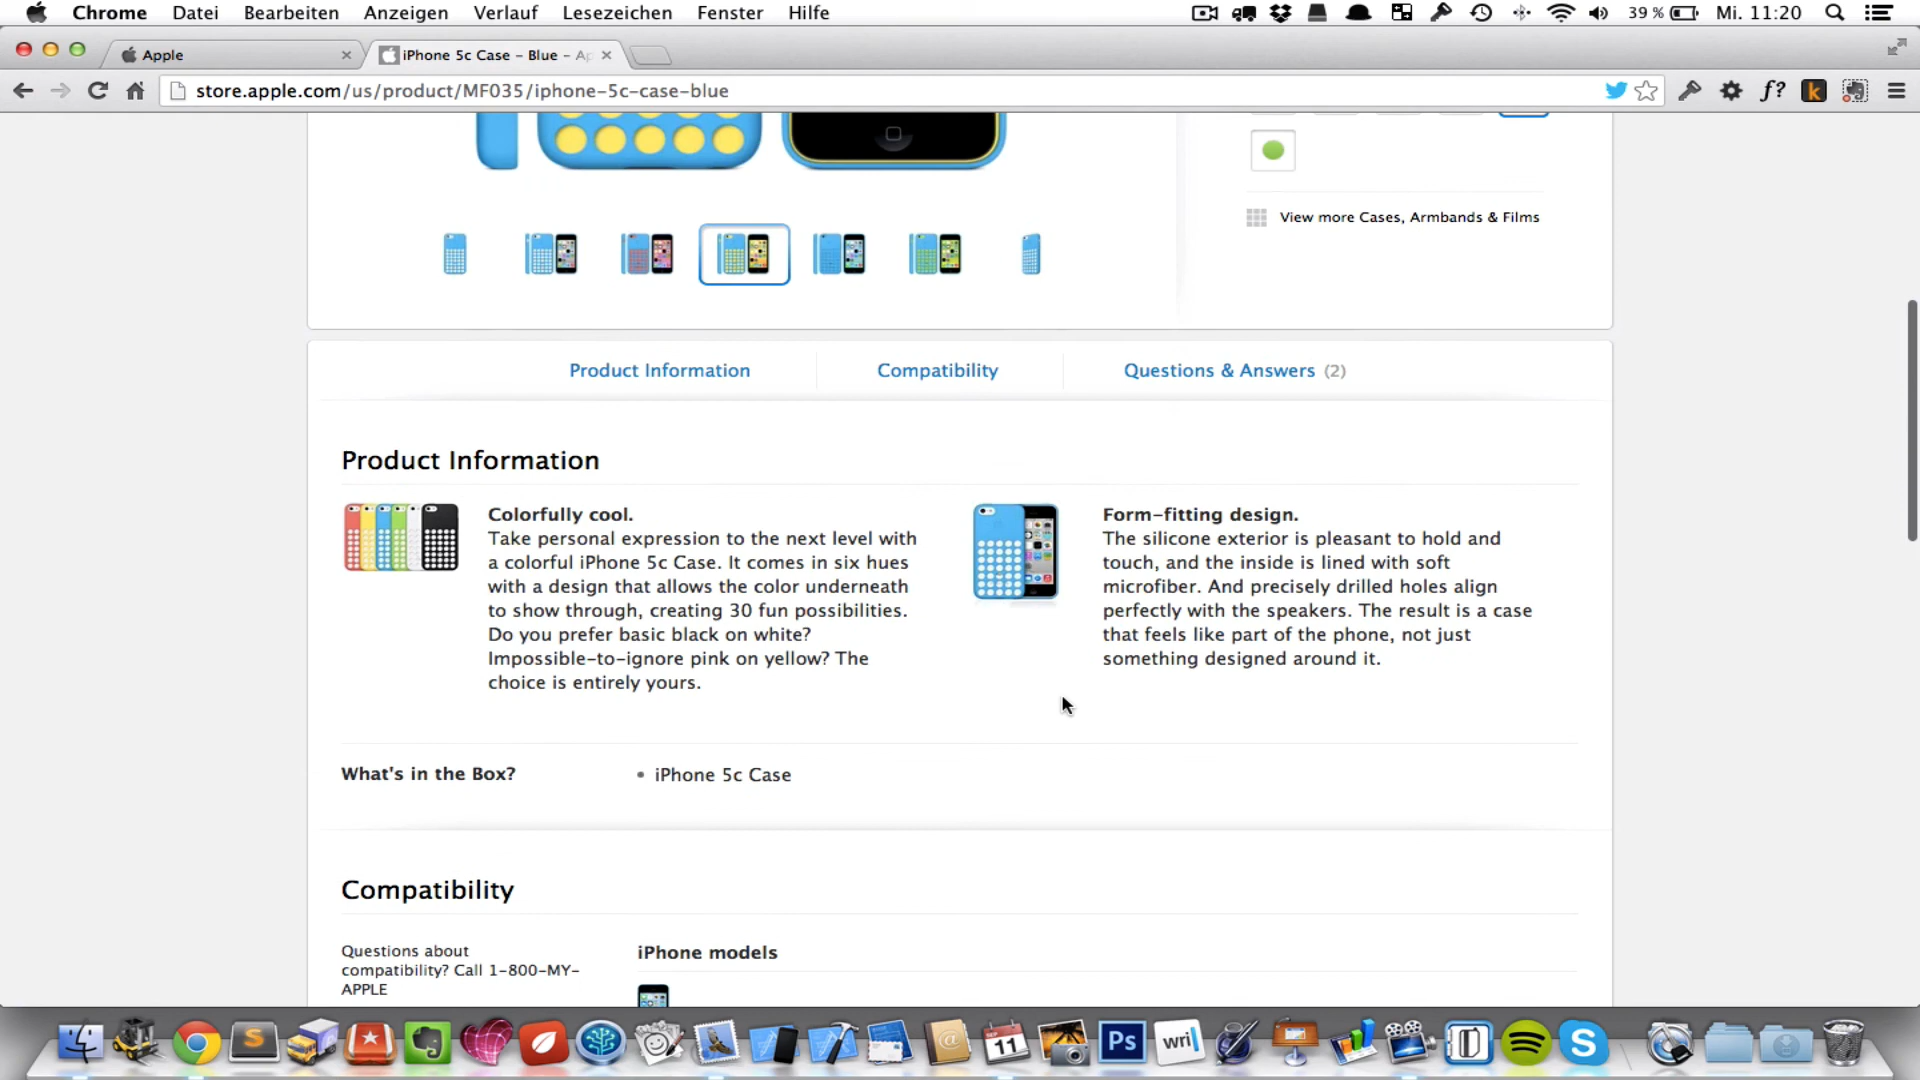 Chrome Datei Bearbeiten Anzeigen Verlauf Lesezeichen Fenster Hilfe 39 % Mi. 11:20
Apple
iPhone 5c Case – Blue – Ap
store.apple.com/us/product/MF035/iphone-5c-case-blue
f?
k
View more Cases, Armbands & Films
Product Information
Compatibility
Questions & Answers (2)
Product Information
Colorfully cool.
Take personal expression to the next level with
a colorful iPhone 5c Case. It comes in six hues
with a design that allows the color underneath
to show through, creating 30 fun possibilities.
Do you prefer basic black on white?
Impossible-to-ignore pink on yellow? The
choice is entirely yours.
Form-fitting design.
The silicone exterior is pleasant to hold and
touch, and the inside is lined with soft
microfiber. And precisely drilled holes align
perfectly with the speakers. The result is a case
that feels like part of the phone, not just
something designed around it.
What's in the Box?
• iPhone 5c Case
Compatibility
Questions about
compatibility? Call 1-800-MY-
APPLE
iPhone models
S
@
11
Ps
wri
S